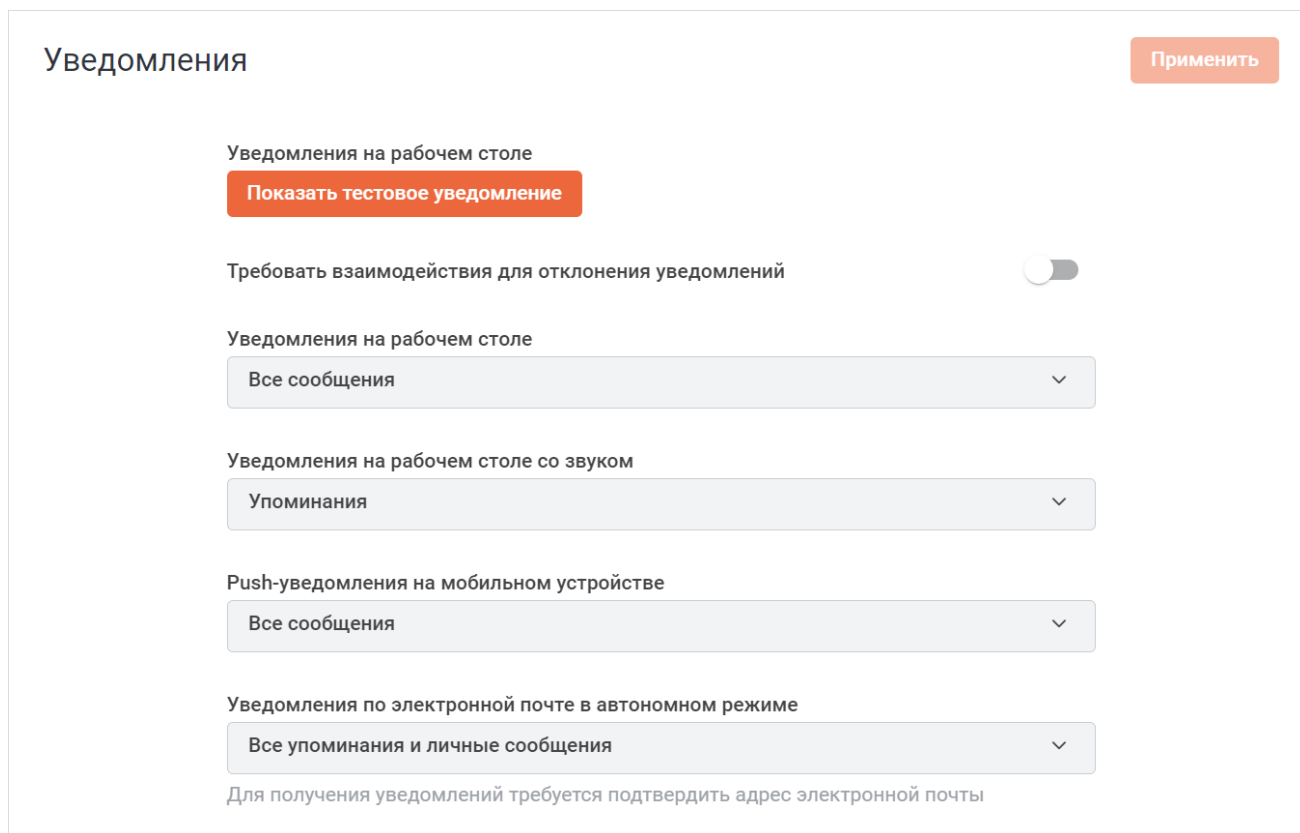 Уведомления
Применить
Уведомления на рабочем столе
Показать тестовое уведомление
Требовать взаимодействия для отклонения уведомлений
Уведомления на рабочем столе
Все сообщения
Уведомления на рабочем столе со звуком
Упоминания
Push-уведомления на мобильном устройстве
Все сообщения
Уведомления по электронной почте в автономном режиме
Все упоминания и личные сообщения
Для получения уведомлений требуется подтвердить адрес электронной почты